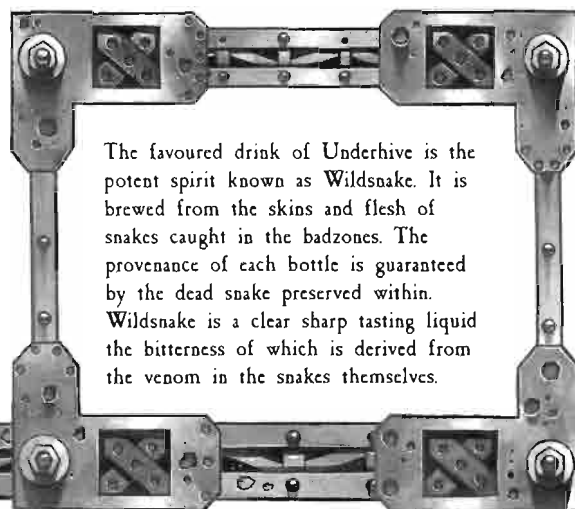 The favoured drink of Underhive is the
potent spirit known as Wildsnake. It is
brewed from the skins and flesh of
snakes caught in the badzones. The
provenance of each bottle is guaranteed
by the dead snake preserved within.
Wildsnake is a clear sharp tasting liquid
the bitterness of which is derived from
the venom in the snakes themselves.